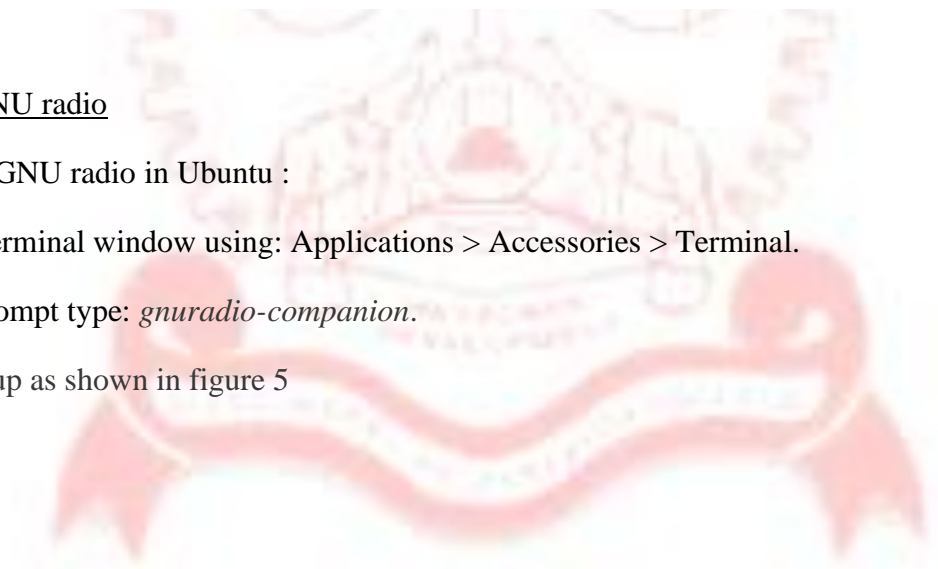 NU radio
GNU radio in Ubuntu :
erminal window using: Applications > Accessories > Terminal.
ompt type: gnuradio-companion.
up as shown in figure 5